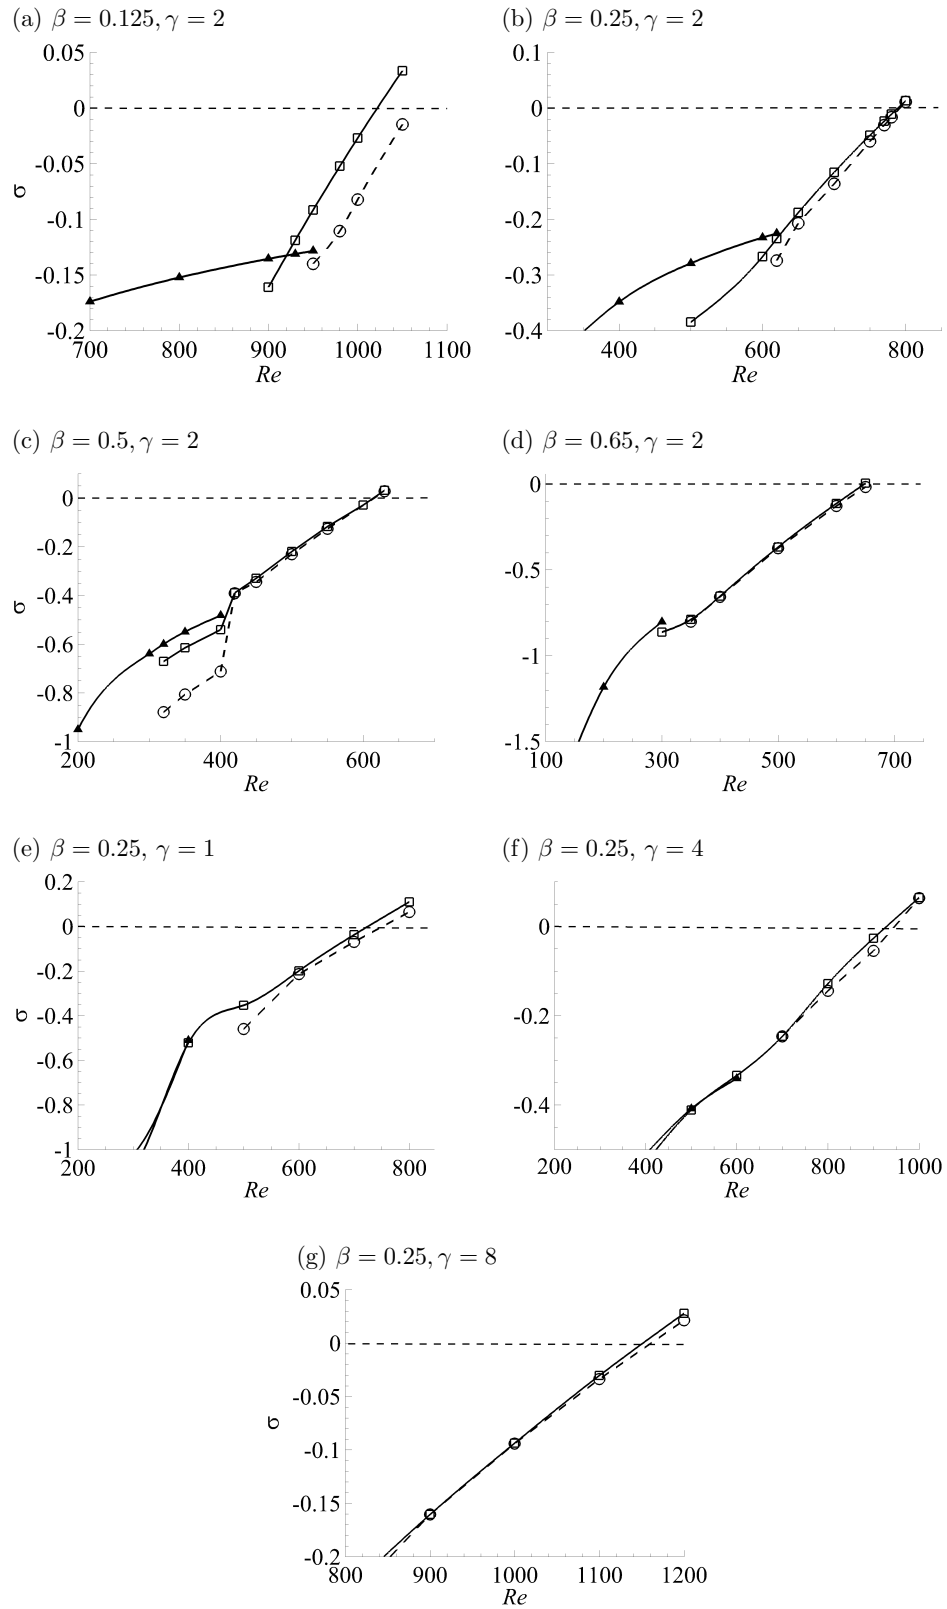 (a) β = 0.125, γ = 2
(b) β = 0.25, γ = 2
0.05
0
-0.05
-0.1
-0.15
-0.2
σ
700 800 900 1000 1100
Re
0.1
0
-0.1
-0.2
-0.3
-0.4
400 600 800
Re
(c) β = 0.5, γ = 2
(d) β = 0.65, γ = 2
0
-0.2
-0.4
-0.6
-0.8
-1
σ
200 400 600
Re
0
-0.5
-1
-1.5
100 300 500 700
Re
(e) β = 0.25, γ = 1
(f) β = 0.25, γ = 4
0.2
0
-0.2
-0.4
-0.6
-0.8
-1
σ
200 400 600 800
Re
0
-0.2
-0.4
200 400 600 800 1000
Re
(g) β = 0.25, γ = 8
0.05
0
-0.05
-0.1
-0.15
-0.2
σ
800 900 1000 1100 1200
Re